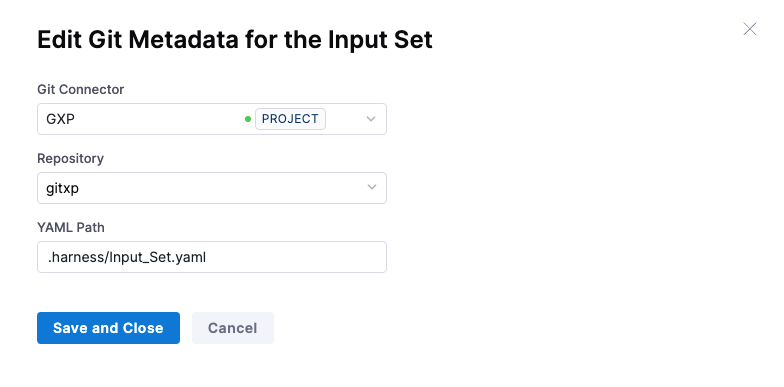 Edit Git Metadata for the Input Set
Git Connector
GXP PROJECT
Repository
gitxp
YAML Path
.harness/Input_Set.yaml
Save and Close Cancel